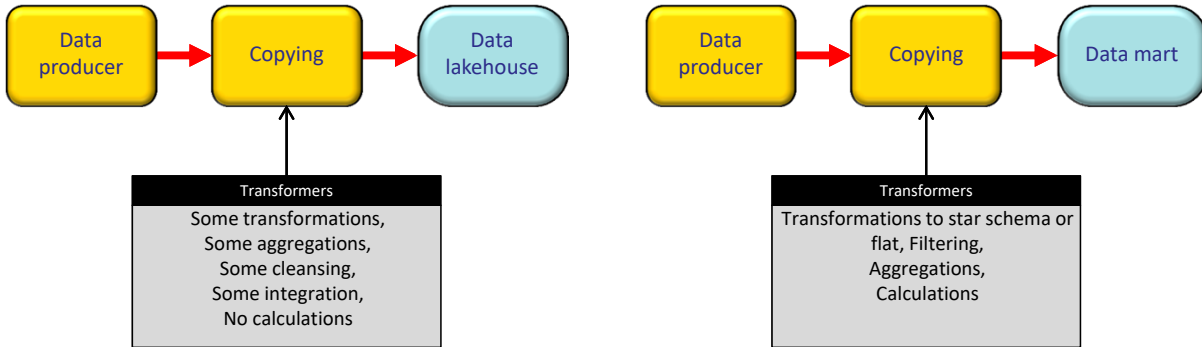 Data
producer
Copying
Data
lakehouse
Transformers
Some transformations,
Some aggregations,
Some cleansing,
Some integration,
No calculations
Data
producer
Copying
Data mart
Transformers
Transformations to star schema or
flat, Filtering,
Aggregations,
Calculations